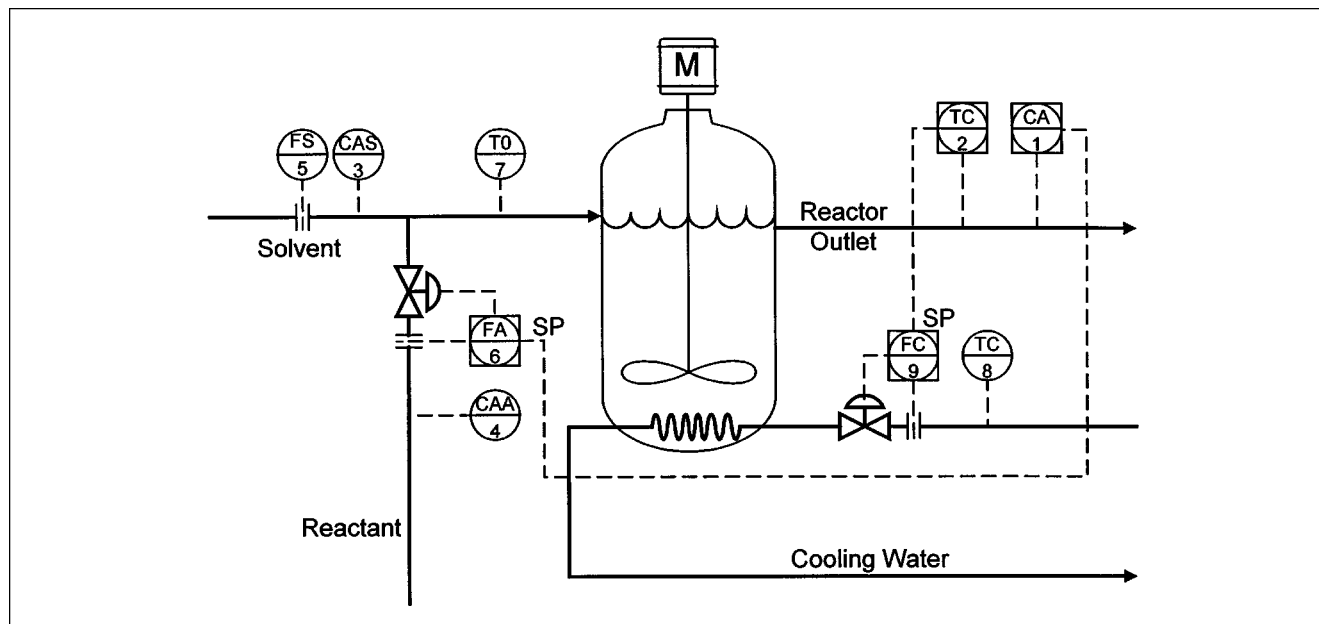 M
FS
5
CAS
3
T0
7
TC
2
CA
1
Solvent
Reactor
Outlet
FA
6
SP
SP
FC
9
TC
8
CAA
4
Reactant
Cooling Water